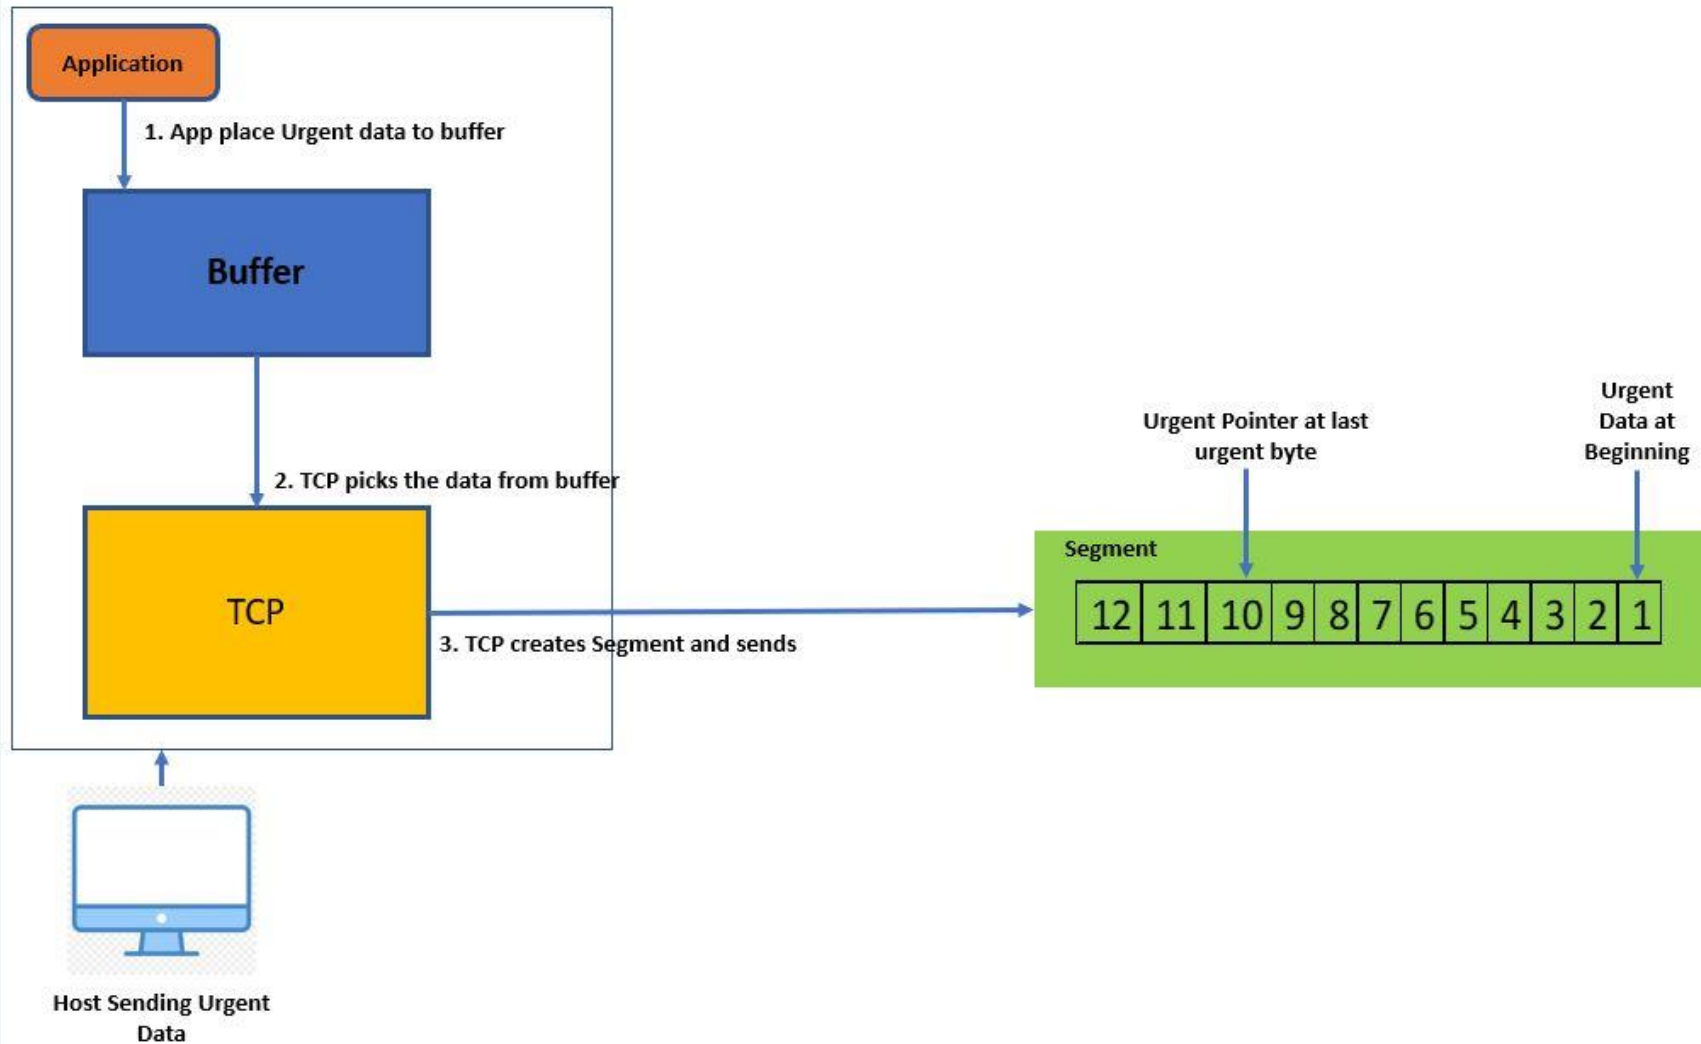 Application
1. App place Urgent data to buffer
Buffer
2. TCP picks the data from buffer
TCP
3. TCP creates Segment and sends
Urgent Pointer at last
urgent byte
Urgent
Data at
Beginning
Segment
12 11 10 9 8 7 6 5 4 3 2 1
Host Sending Urgent
Data